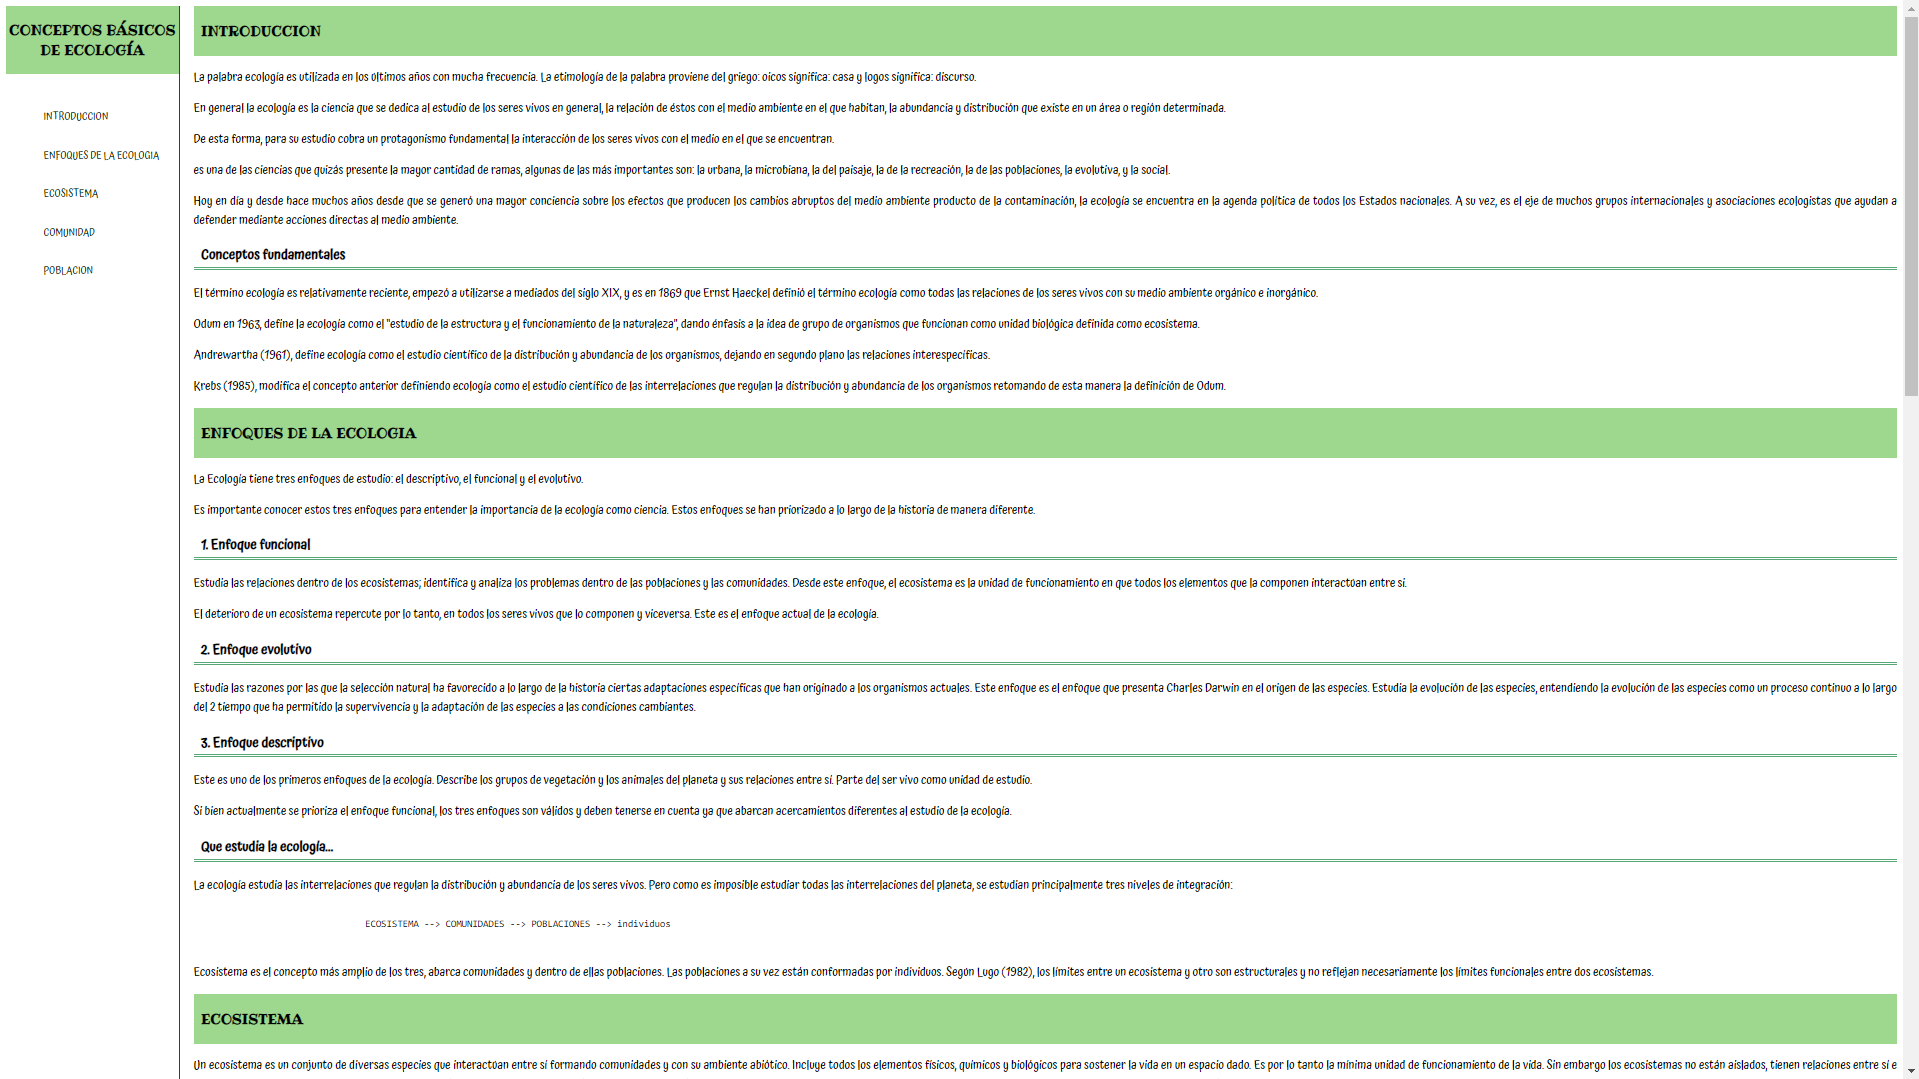 CONCEPTOS BÁSICOS
DE ECOLOGÍA
INTRODUCCION
ENFOQUES DE LA ECOLOGIA
ECOSISTEMA
COMUNIDAD
POBLACION
INTRODUCCION
La palabra ecología es utilizada en los últimos años con mucha frecuencia. La etimología de la palabra proviene del griego: oicos significa: casa y logos significa: discurso.
En general la ecología es la ciencia que se dedica al estudio de los seres vivos en general, la relación de éstos con el medio ambiente en el que habitan, la abundancia y distribución que existe en un área o región determinada.
De esta forma, para su estudio cobra un protagonismo fundamental la interacción de los seres vivos con el medio en el que se encuentran.
es una de las ciencias que quizás presente la mayor cantidad de ramas, algunas de las más importantes son: la urbana, la microbiana, la del paisaje, la de la recreación, la de las poblaciones, la evolutiva, y la social.
Hoy en día y desde hace muchos años desde que se generó una mayor conciencia sobre los efectos que producen los cambios abruptos del medio ambiente producto de la contaminación, la ecología se encuentra en la agenda política de todos los Estados nacionales. A su vez, es el eje de muchos grupos internacionales y asociaciones ecologistas que ayudan a
defender mediante acciones directas al medio ambiente.
Conceptos fundamentales
El término ecología es relativamente reciente, empezó a utilizarse a mediados del siglo XIX, y es en 1869 que Ernst Haeckel definió el término ecología como todas las relaciones de los seres vivos con su medio ambiente orgánico e inorgánico.
Odum en 1963, define la ecología como el "estudio de la estructura y el funcionamiento de la naturaleza", dando énfasis a la idea de grupo de organismos que funcionan como unidad biológica definida como ecosistema.
Andrewartha (1961), define ecología como el estudio científico de la distribución y abundancia de los organismos, dejando en segundo plano las relaciones interespecíficas.
Krebs (1985), modifica el concepto anterior definiendo ecología como el estudio científico de las interrelaciones que regulan la distribución y abundancia de los organismos retomando de esta manera la definición de Odum.
ENFOQUES DE LA ECOLOGIA
La Ecología tiene tres enfoques de estudio: el descriptivo, el funcional y el evolutivo.
Es importante conocer estos tres enfoques para entender la importancia de la ecología como ciencia. Estos enfoques se han priorizado a lo largo de la historia de manera diferente.
1. Enfoque funcional
Estudia las relaciones dentro de los ecosistemas; identifica y analiza los problemas dentro de las poblaciones y las comunidades. Desde este enfoque, el ecosistema es la unidad de funcionamiento en que todos los elementos que la componen interactúan entre sí.
El deterioro de un ecosistema repercute por lo tanto, en todos los seres vivos que lo componen y viceversa. Este es el enfoque actual de la ecología.
2. Enfoque evolutivo
Estudia las razones por las que la selección natural ha favorecido a lo largo de la historia ciertas adaptaciones específicas que han originado a los organismos actuales. Este enfoque es el enfoque que presenta Charles Darwin en el origen de las especies. Estudia la evolución de las especies, entendiendo la evolución de las especies como un proceso continuo a lo largo
del 2 tiempo que ha permitido la supervivencia y la adaptación de las especies a las condiciones cambiantes.
3. Enfoque descriptivo
Este es uno de los primeros enfoques de la ecología. Describe los grupos de vegetación y los animales del planeta y sus relaciones entre sí. Parte del ser vivo como unidad de estudio.
Si bien actualmente se prioriza el enfoque funcional, los tres enfoques son válidos y deben tenerse en cuenta ya que abarcan acercamientos diferentes al estudio de la ecología.
Que estudia la ecología...
La ecología estudia las interrelaciones que regulan la distribución y abundancia de los seres vivos. Pero como es imposible estudiar todas las interrelaciones del planeta, se estudian principalmente tres niveles de integración:
ECOSISTEMA --> COMUNIDADES --> POBLACIONES --> individuos
Ecosistema es el concepto más amplio de los tres, abarca comunidades y dentro de ellas poblaciones. Las poblaciones a su vez están conformadas por individuos. Según Lugo (1982), los límites entre un ecosistema y otro son estructurales y no reflejan necesariamente los límites funcionales entre dos ecosistemas.
ECOSISTEMA
Un ecosistema es un conjunto de diversas especies que interactúan entre sí formando comunidades y con su ambiente abiótico. Incluye todos los elementos físicos, químicos y biológicos para sostener la vida en un espacio dado. Es por lo tanto la mínima unidad de funcionamiento de la vida. Sin embargo los ecosistemas no están aislados, tienen relaciones entre sí e